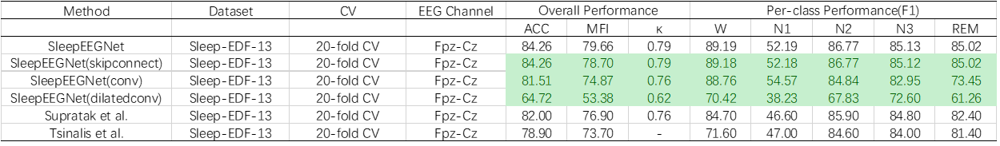 Method Dataset CV EEG Channel Overall Performance Per-class Performance(F1)
ACC MFI κ W N1 N2 N3 REM
SleepEEGNet Sleep-EDF-13 20-fold CV Fpz-Cz 84.26 79.66 0.79 89.19 52.19 86.77 85.13 85.02
SleepEEGNet(skipconnect) Sleep-EDF-13 20-fold CV Fpz-Cz 84.26 78.70 0.79 89.18 52.18 86.77 85.12 85.02
SleepEEGNet(conv) Sleep-EDF-13 20-fold CV Fpz-Cz 81.51 74.87 0.76 88.76 54.57 84.84 82.95 73.45
SleepEEGNet(dilatedconv) Sleep-EDF-13 20-fold CV Fpz-Cz 64.72 53.38 0.62 70.42 38.23 67.83 72.60 61.26
Supratak et al. Sleep-EDF-13 20-fold CV Fpz-Cz 82.00 76.90 0.76 84.70 46.60 85.90 84.80 82.40
Tsinalis et al. Sleep-EDF-13 20-fold CV Fpz-Cz 78.90 73.70 - 71.60 47.00 84.60 84.00 81.40